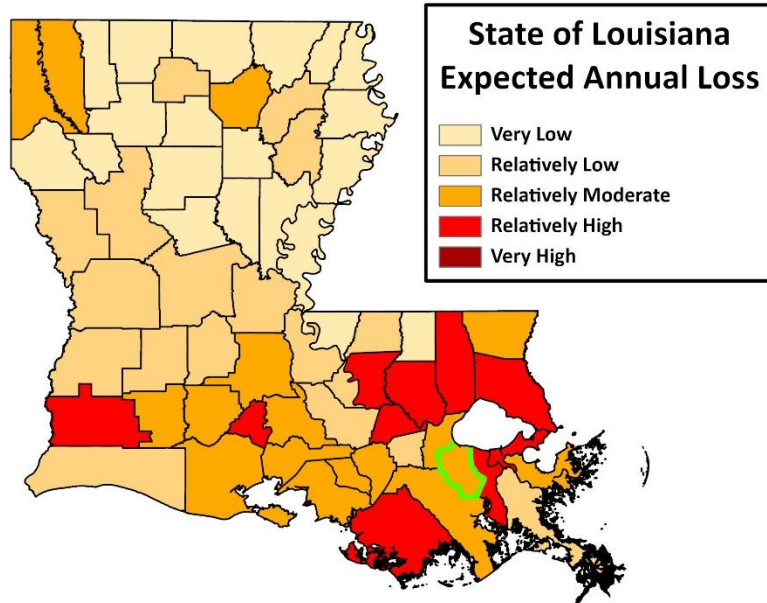 State of Louisiana
Expected Annual Loss
Very Low
Relatively Low
Relatively Moderate
Relatively High
Very High